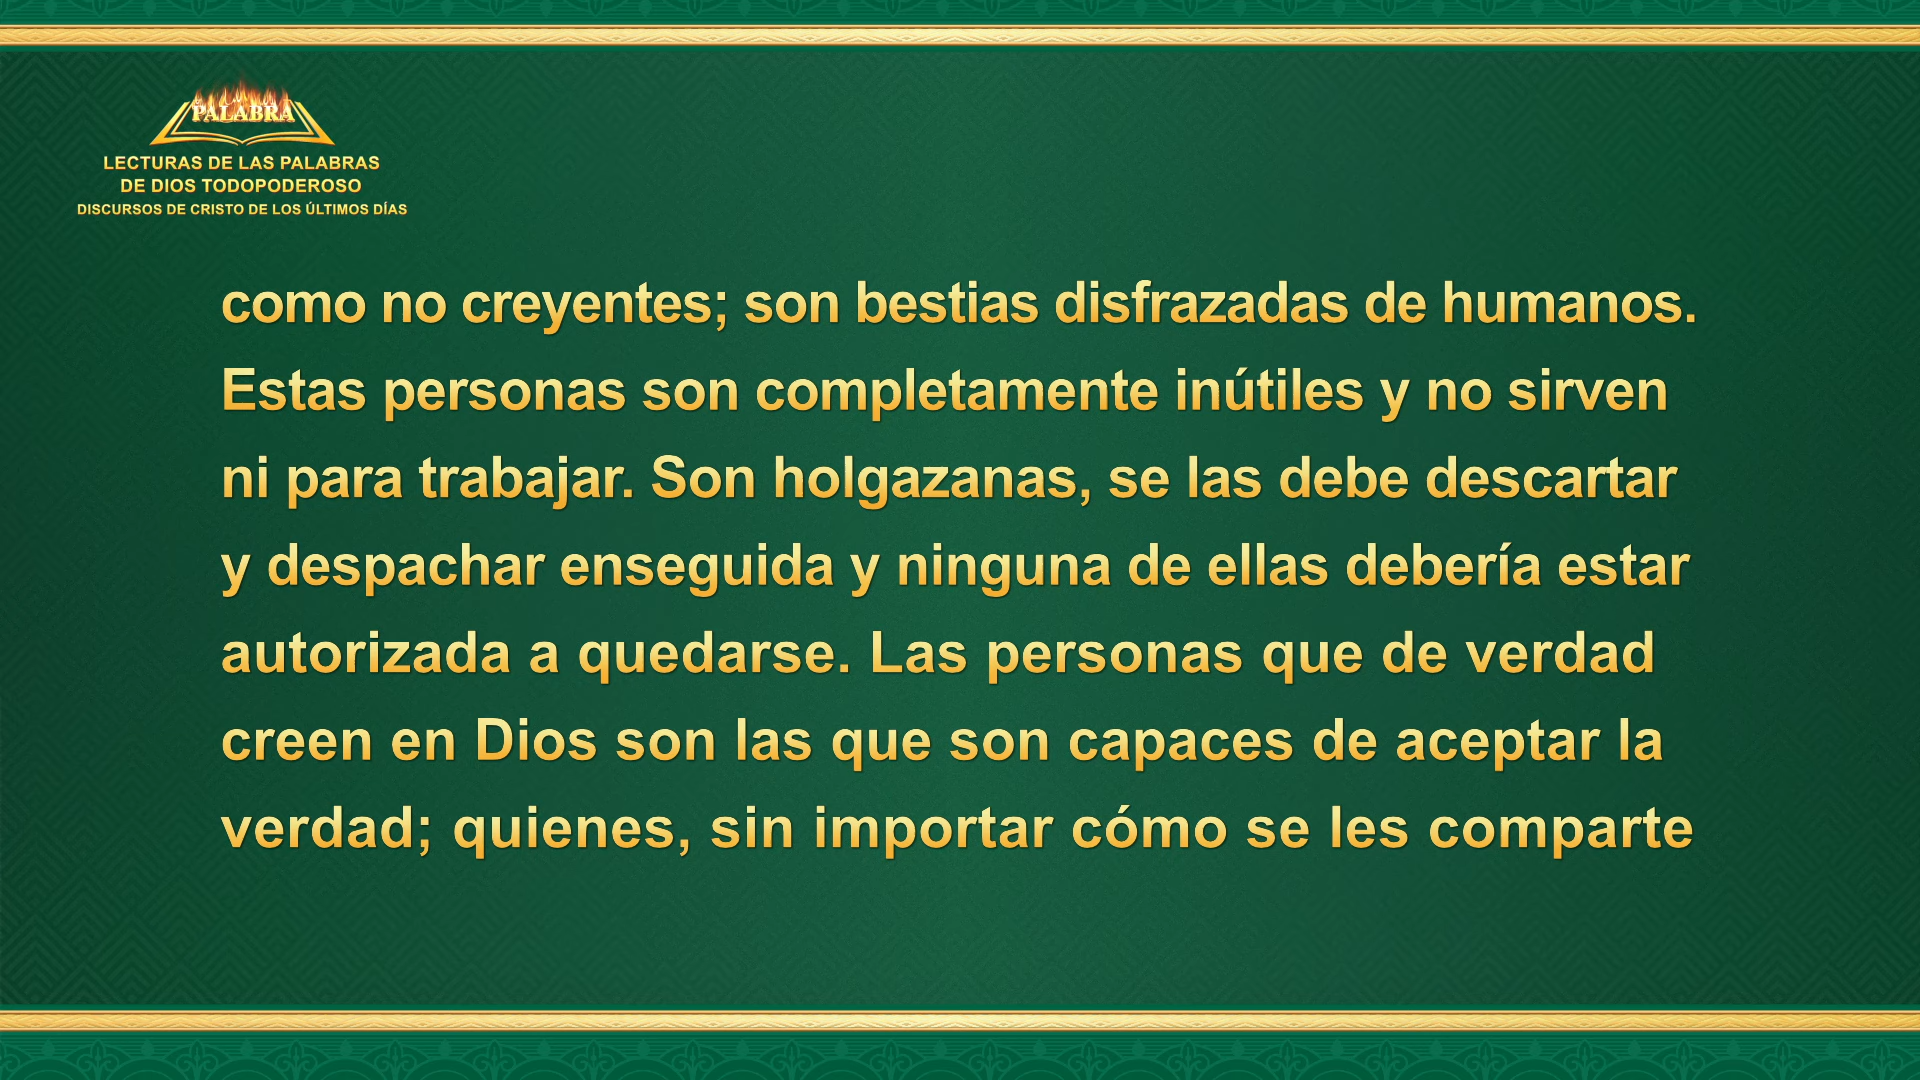 PALABRA
LECTURAS DE LAS PALABRAS
DE DIOS TODOPODEROSO
DISCURSOS DE CRISTO DE LOS ÚLTIMOS DÍAS
como no creyentes; son bestias disfrazadas de humanos.
Estas personas son completamente inútiles y no sirven
ni para trabajar. Son holgazanas, se las debe descartar
y despachar enseguida y ninguna de ellas debería estar
autorizada a quedarse. Las personas que de verdad
creen en Dios son las que son capaces de aceptar la
verdad; quienes, sin importar cómo se les comparte